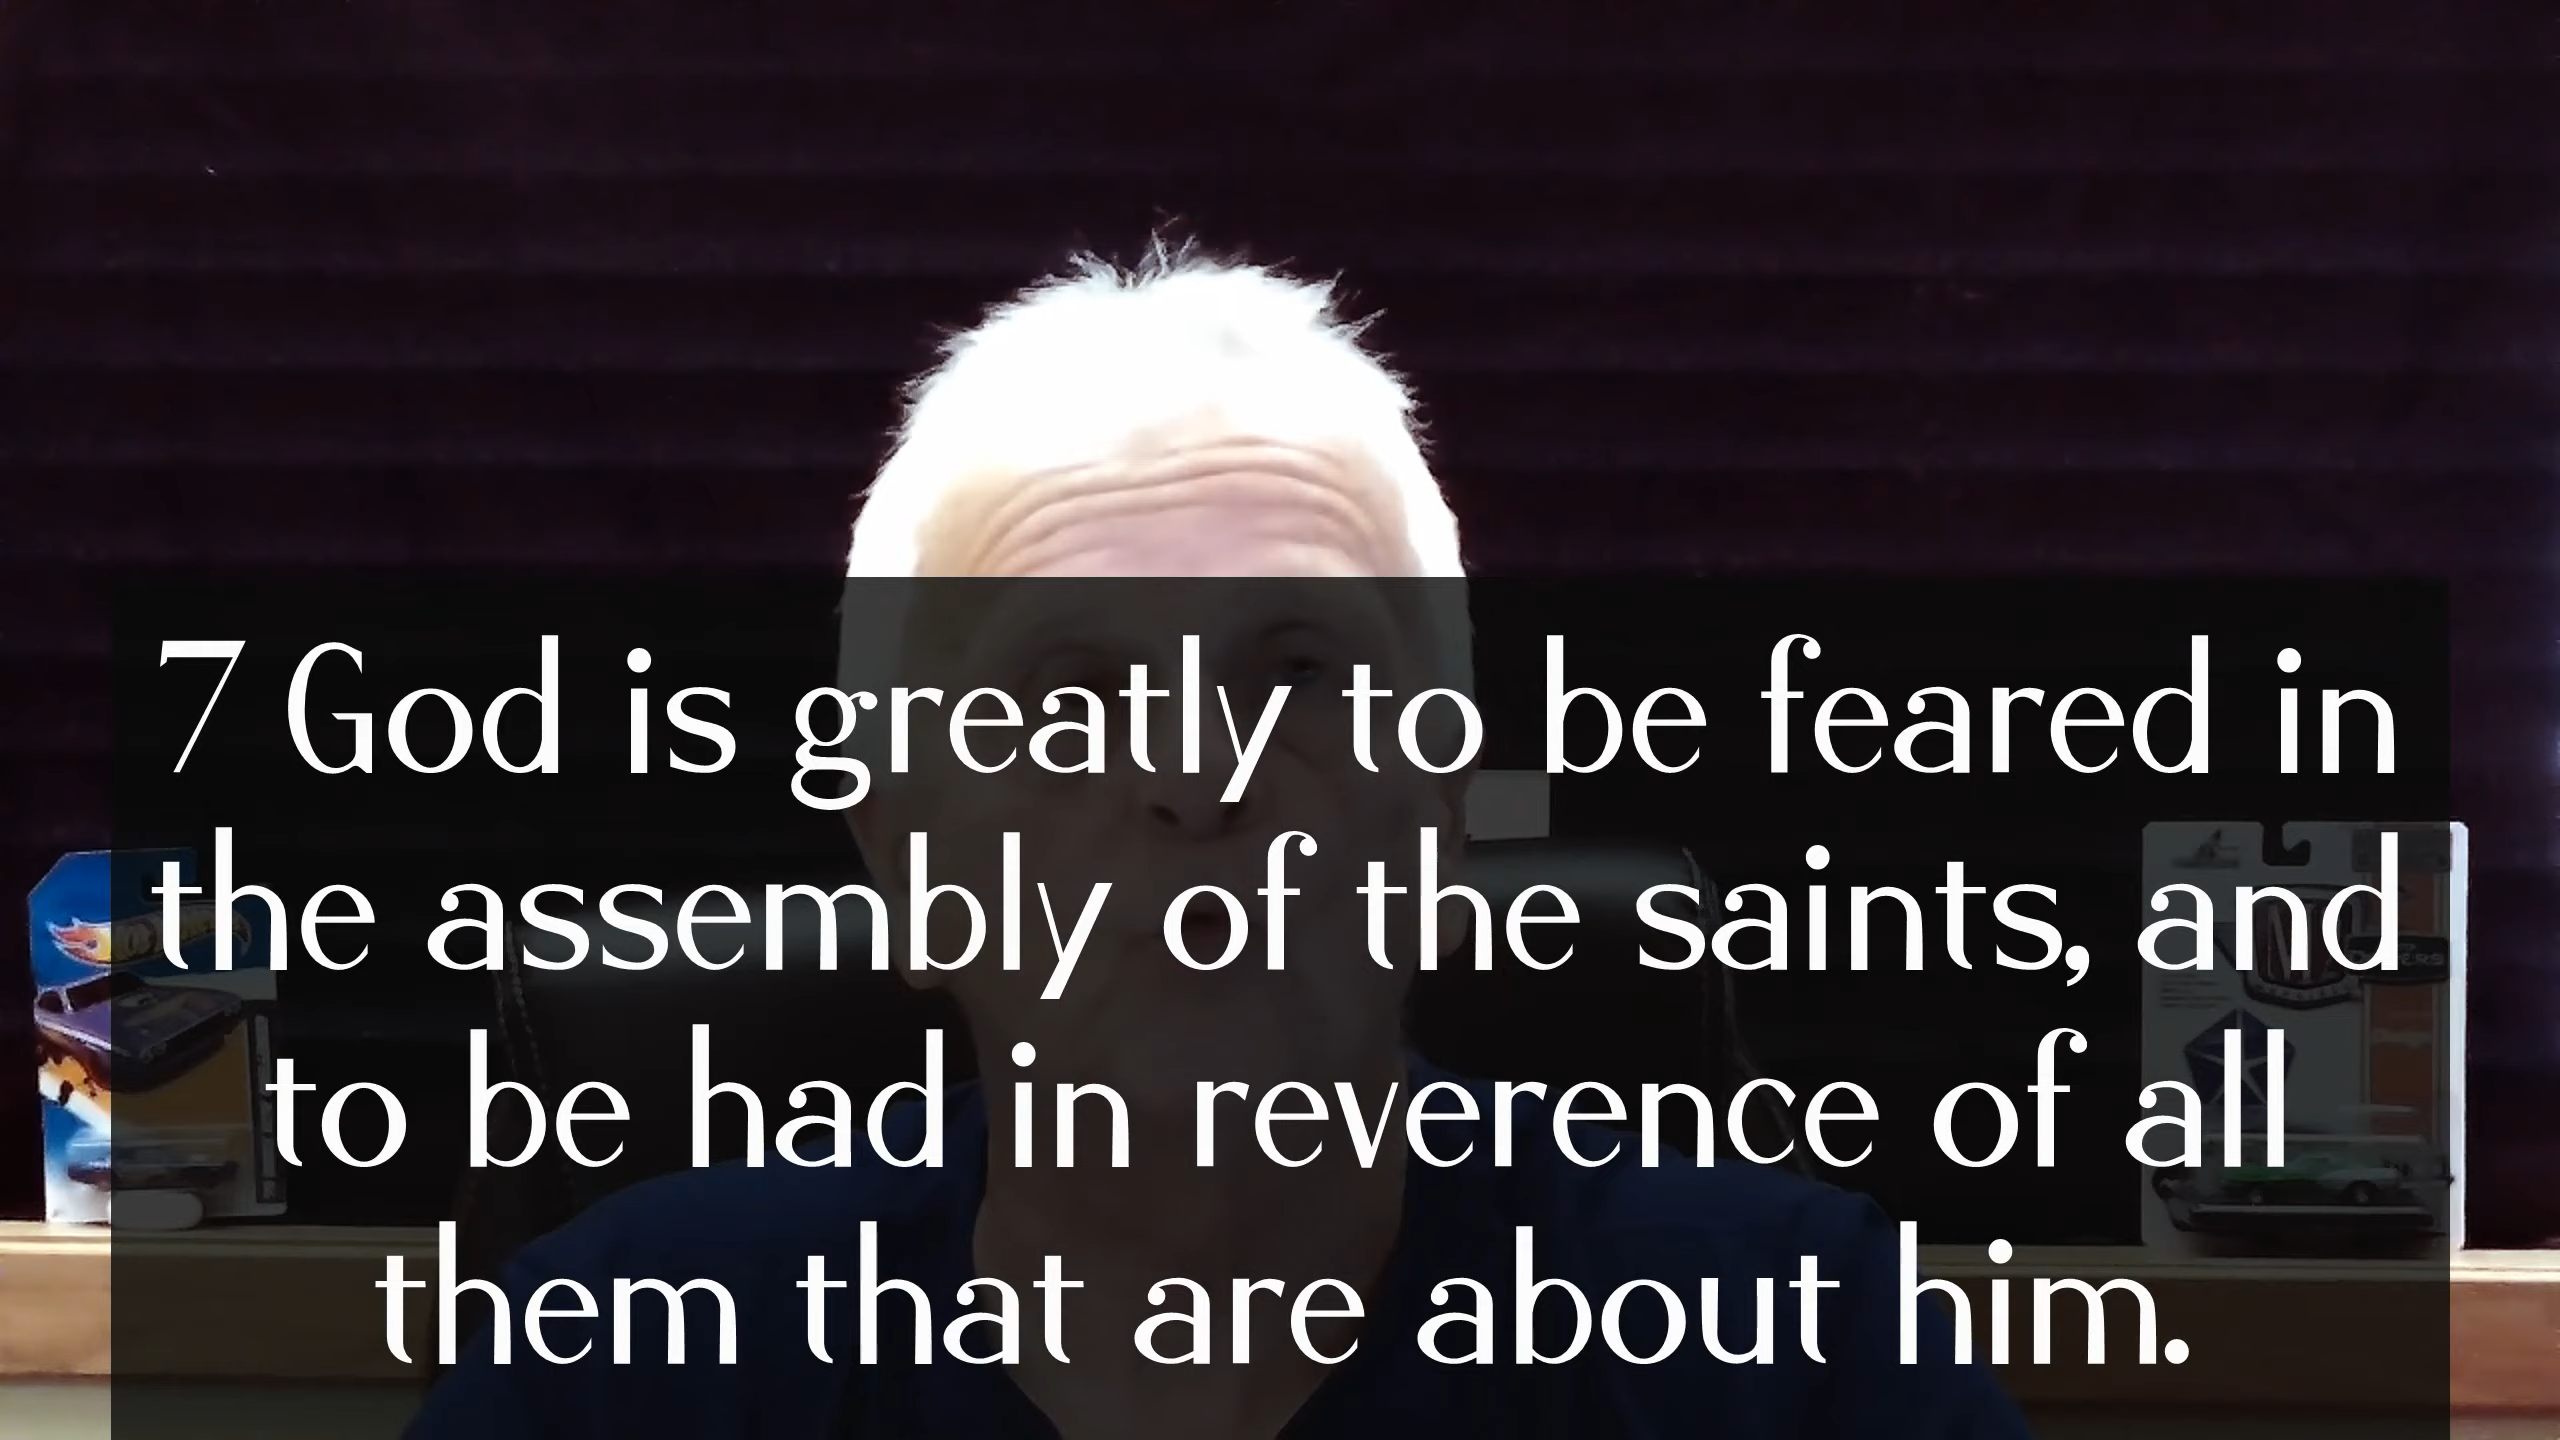 7 God is greatly to be feared in
the assembly of the saints, and
to be had in reverence of all
them that are about him.